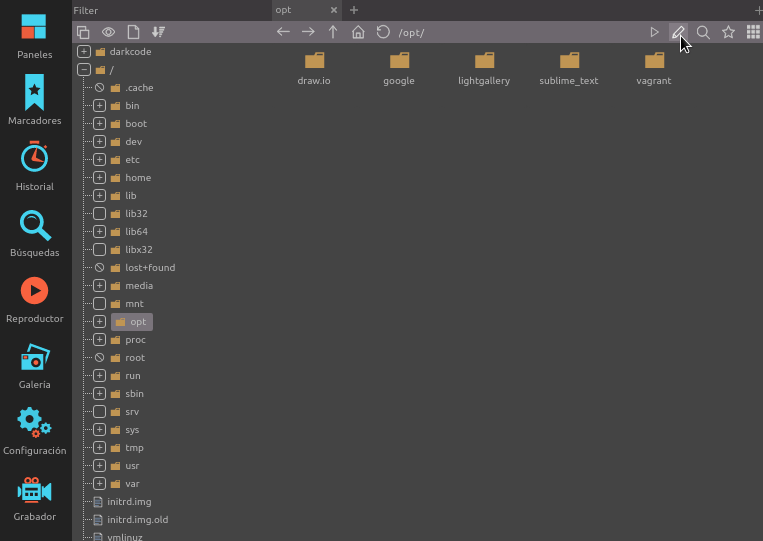 Paneles
Marcadores
Historial
Búsquedas
Reproductor
Galería
Configuración
Grabador
Filter
opt
/opt/
darkcode
/
.cache
bin
boot
dev
etc
home
lib
lib32
lib64
libx32
lost+found
media
mnt
opt
proc
root
run
sbin
srv
sys
tmp
usr
var
initrd.img
initrd.img.old
vmlinuz
draw.io google lightgallery sublime_text vagrant